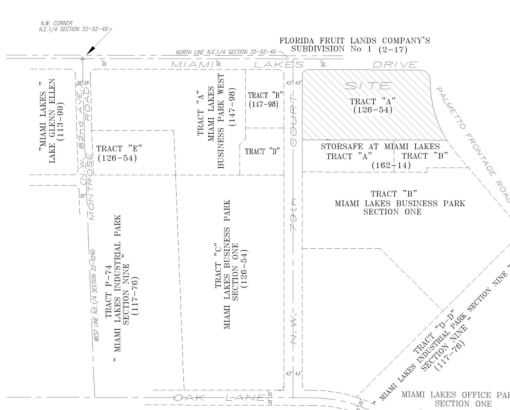 N.W. CORNER
N.E.1/4 SECTION 22-52-40
FLORIDA FRUIT LANDS COMPANY'S
SUBDIVISION No 1 (2-17)
NORTH LINE N.E.1/4 SECTION 22-52-40
MIAMI LAKES DRIVE
"MIAMI LAKES "
LAKE GLENN ELLEN
(113-99)
N.W. 82nd AVE
MONTROSE ROAD
TRACT "E"
(126-54)
TRACT "A"
MIAMI LAKES
BUSINESS PARK WEST
(147-98)
TRACT "B"
(147-98)
TRACT "D"
N.W. 79th COURT
SITE
TRACT "A"
(126-54)
STORSAFE AT MIAMI LAKES
TRACT "A" TRACT "B"
(162-14)
PALMETTO FRONTAGE ROAD
TRACT "B"
MIAMI LAKES BUSINESS PARK
SECTION ONE
TRACT P-74
" MIAMI LAKES INDUSTRIAL PARK
SECTION NINE "
(117-76)
TRACT "C"
MIAMI LAKES BUSINESS PARK
SECTION ONE
(126-54)
TRACT "D-D"
" MIAMI LAKES INDUSTRIAL PARK SECTION NINE "
SECTION NINE "
(117-76)
OAK LANE
MIAMI LAKES OFFICE PAR
SECTION ONE